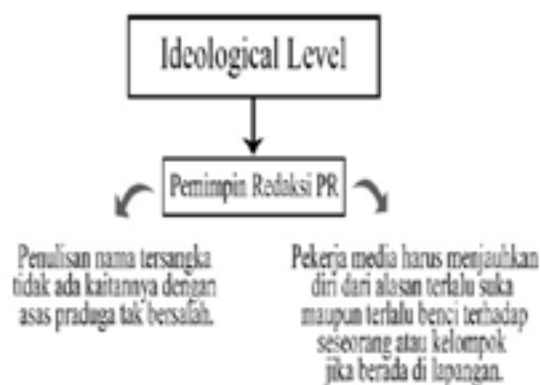 Ideological Level
Pemimpin Redaksi PR
Penulisan nama tersangka
tidak ada kaitannya dengan
asas praduga tak bersalah.
Pekerja media harus menjauhkan
diri dari alasan terlalu suka
maupun terlalu benci terhadap
seseorang atau kelompok
jika berada di lapangan.